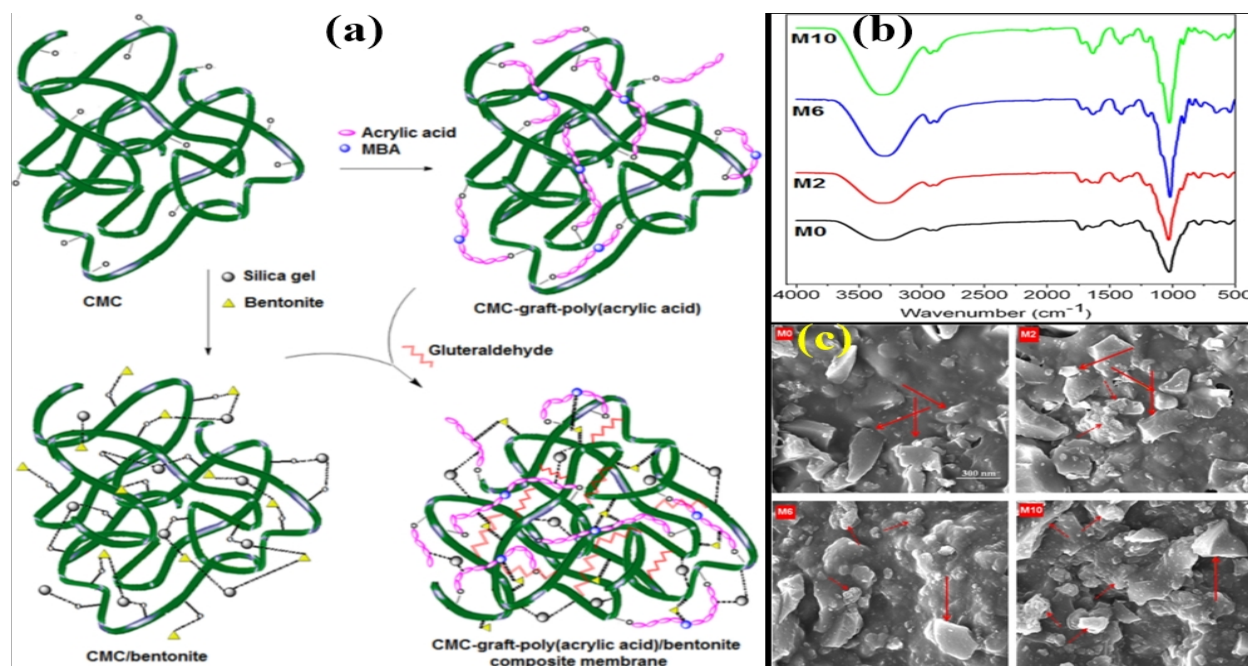 (a)
Acrylic acid
MBA
CMC
CMC-graft-poly(acrylic acid)
Silica gel
Bentonite
Gluteraldehyde
CMC/bentonite
CMC-graft-poly(acrylic acid)/bentonite
composite membrane
(b)
M10
M6
M2
M0
4000 3500 3000 2500 2000 1500 1000 500
Wavenumber (cm⁻¹)
(c)
M0
300 nm
M2
M6
M10